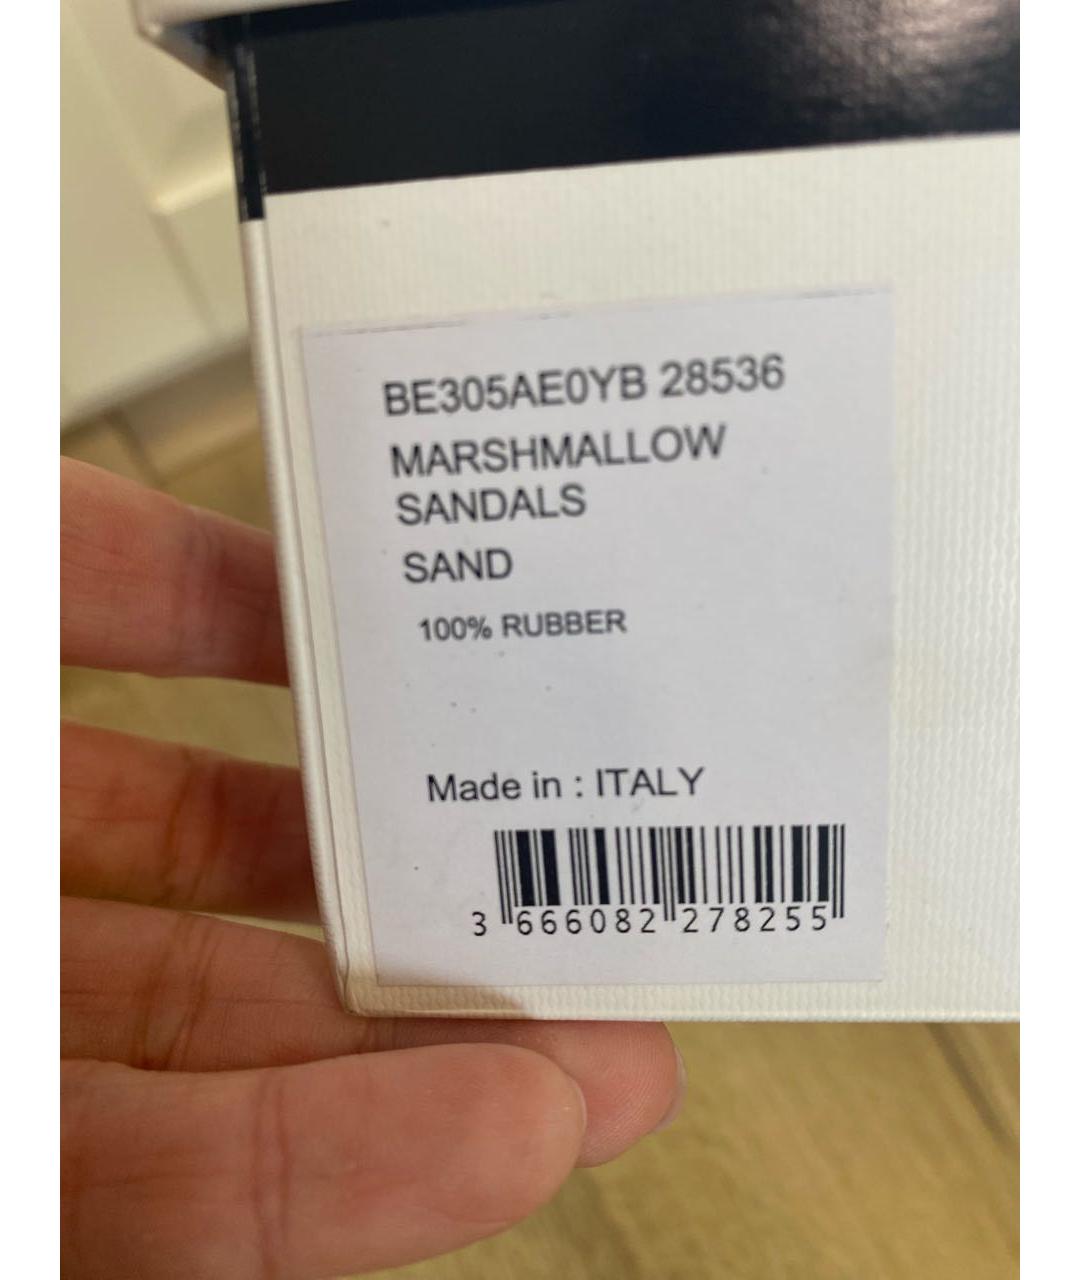 BE305AE0YB 28536
MARSHMALLOW
SANDALS
SAND
100% RUBBER
Made in : ITALY
3 666082 278255